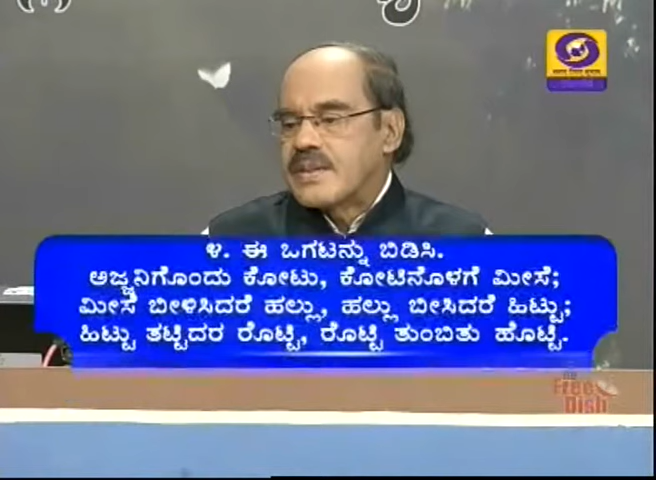 ೪. ಈ ಒಗಟನ್ನು ಬಿಡಿಸಿ.
ಅಜ್ಜನಿಗೊಂದು ಕೋಟು, ಕೋಟಿನೊಳಗೆ ಮೀಸೆ;
ಮೀಸೆ ಬೀಳಿಸಿದರೆ ಹಲ್ಲು, ಹಲ್ಲು ಬೀಸಿದರೆ ಹಿಟ್ಟು;
ಹಿಟ್ಟು ತಟ್ಟಿದರ ರೊಟ್ಟಿ, ರೊಟ್ಟಿ ತುಂಬಿತು ಹೊಟ್ಟೆ.
Free
Dish